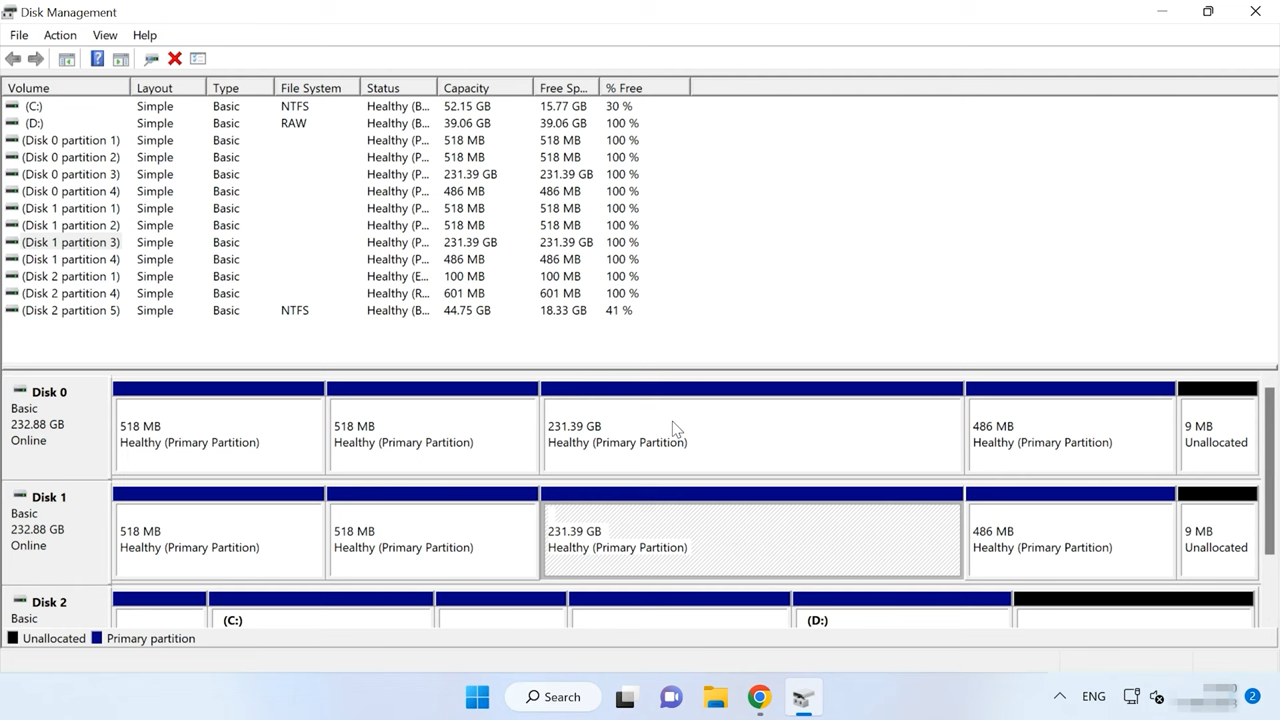 Disk Management
File Action View Help
Volume Layout Type File System Status Capacity Free Sp... % Free
(C:) Simple Basic NTFS Healthy (B... 52.15 GB 15.77 GB 30 %
(D:) Simple Basic RAW Healthy (B... 39.06 GB 39.06 GB 100 %
(Disk 0 partition 1) Simple Basic Healthy (P... 518 MB 518 MB 100 %
(Disk 0 partition 2) Simple Basic Healthy (P... 518 MB 518 MB 100 %
(Disk 0 partition 3) Simple Basic Healthy (P... 231.39 GB 231.39 GB 100 %
(Disk 0 partition 4) Simple Basic Healthy (P... 486 MB 486 MB 100 %
(Disk 1 partition 1) Simple Basic Healthy (P... 518 MB 518 MB 100 %
(Disk 1 partition 2) Simple Basic Healthy (P... 518 MB 518 MB 100 %
(Disk 1 partition 3) Simple Basic Healthy (P... 231.39 GB 231.39 GB 100 %
(Disk 1 partition 4) Simple Basic Healthy (P... 486 MB 486 MB 100 %
(Disk 2 partition 1) Simple Basic Healthy (E... 100 MB 100 MB 100 %
(Disk 2 partition 4) Simple Basic Healthy (R... 601 MB 601 MB 100 %
(Disk 2 partition 5) Simple Basic NTFS Healthy (B... 44.75 GB 18.33 GB 41 %
Disk 0
Basic
232.88 GB
Online
518 MB
Healthy (Primary Partition)
518 MB
Healthy (Primary Partition)
231.39 GB
Healthy (Primary Partition)
486 MB
Healthy (Primary Partition)
9 MB
Unallocated
Disk 1
Basic
232.88 GB
Online
518 MB
Healthy (Primary Partition)
518 MB
Healthy (Primary Partition)
231.39 GB
Healthy (Primary Partition)
486 MB
Healthy (Primary Partition)
9 MB
Unallocated
Disk 2
Basic
(C:)
(D:)
Unallocated Primary partition
Search
ENG
2